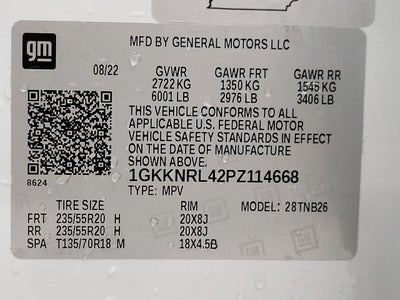 gm
MFD BY GENERAL MOTORS LLC
08/22 GVWR GAWR FRT GAWR RR
2722 KG 1350 KG 1545 KG
6001 LB 2976 LB 3406 LB
THIS VEHICLE CONFORMS TO ALL
APPLICABLE U.S. FEDERAL MOTOR
VEHICLE SAFETY STANDARDS IN EFFECT
ON THE DATE OF MANUFACTURE
SHOWN ABOVE.
8624
1GKKNRL42PZ114668
TYPE: MPV
TIRE SIZE RIM MODEL: 28TNB26
FRT 235/55R20 H 20X8J
RR 235/55R20 H 20X8J
SPA T135/70R18 M 18X4.5B